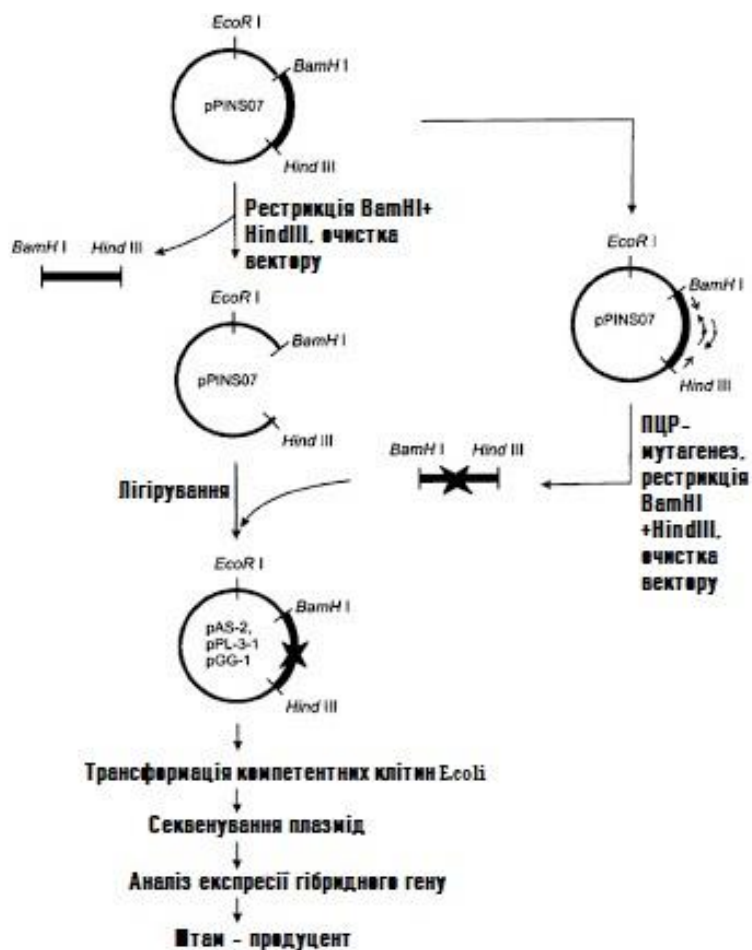 EcoR I
BamH I
pPINS07
Hind III
Рестрикція BamHI+
HindIII, очистка
вектору
BamH I Hind III
EcoR I
BamH I
pPINS07
Hind III
EcoR I
BamH I
pPINS07
Hind III
ПЦР-
мутагенез,
рестрикція
BamHI
+HindIII,
очистка
вектору
BamH I Hind III
Лігірування
EcoR I
BamH I
pAS-2,
pPL-3-1
pGG-1
Hind III
Трансформація компетентних клітин Ecoli
Секвенування плазмід
Аналіз експресії гібридного гену
Штам - продуцент